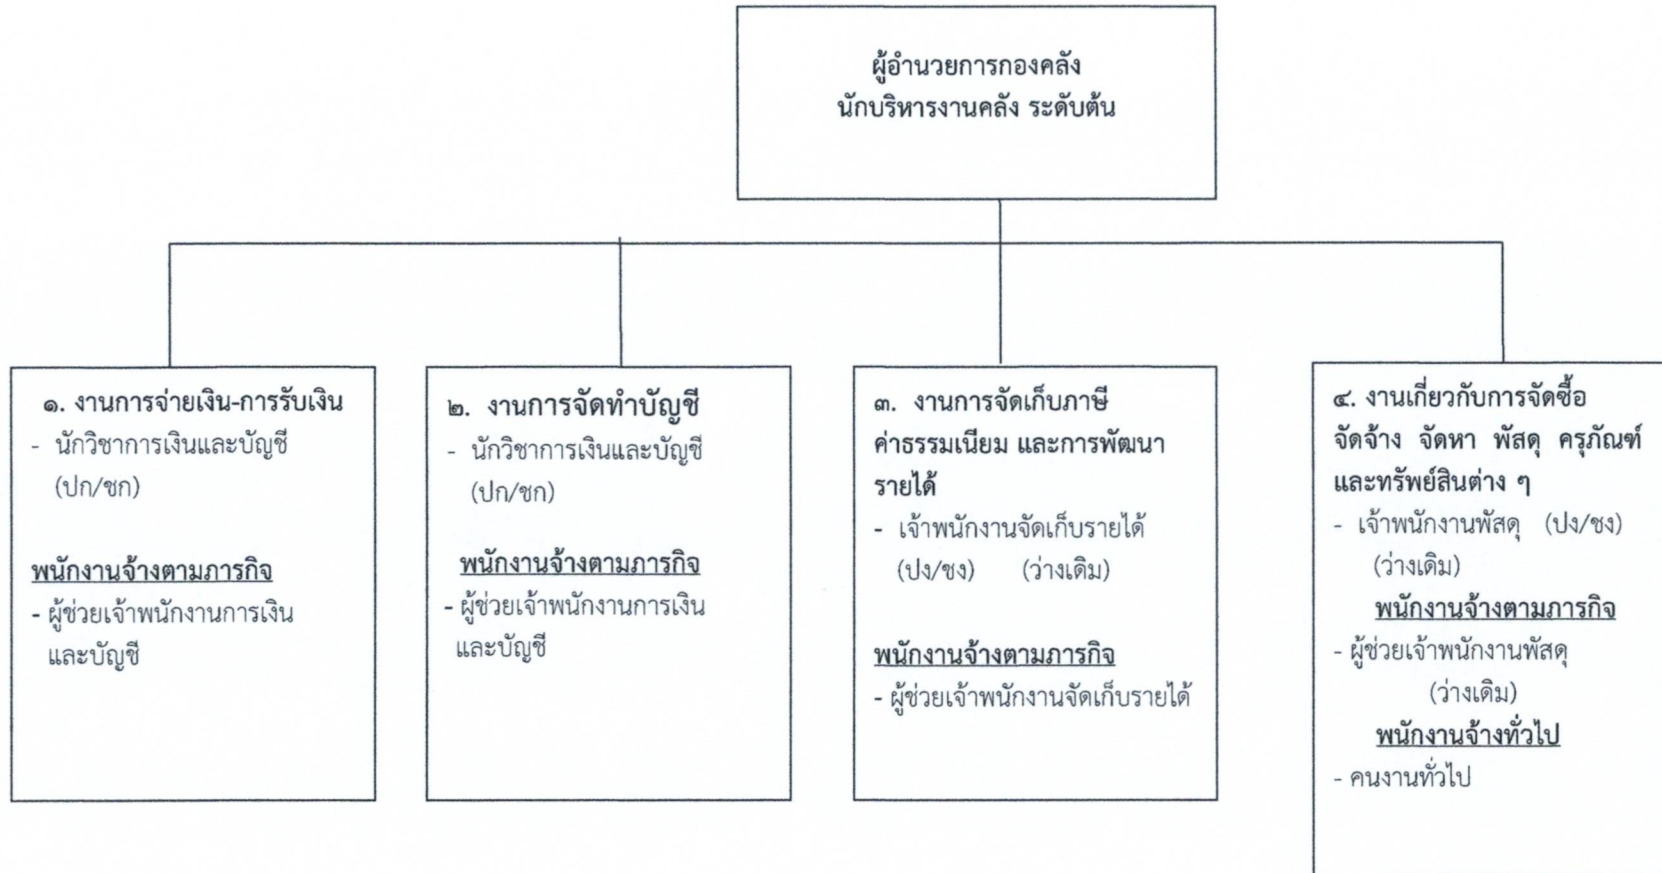 ผู้อำนวยการกองคลัง
นักบริหารงานคลัง ระดับต้น
๑. งานการจ่ายเงิน-การรับเงิน
- นักวิชาการเงินและบัญชี
(ปก/ชก)
พนักงานจ้างตามภารกิจ
- ผู้ช่วยเจ้าพนักงานการเงิน
และบัญชี
๒. งานการจัดทำบัญชี
- นักวิชาการเงินและบัญชี
(ปก/ชก)
พนักงานจ้างตามภารกิจ
- ผู้ช่วยเจ้าพนักงานการเงิน
และบัญชี
๓. งานการจัดเก็บภาษี
ค่าธรรมเนียม และการพัฒนา
รายได้
- เจ้าพนักงานจัดเก็บรายได้
(ปง/ชง) (ว่างเดิม)
พนักงานจ้างตามภารกิจ
- ผู้ช่วยเจ้าพนักงานจัดเก็บรายได้
๔. งานเกี่ยวกับการจัดซื้อ
จัดจ้าง จัดหา พัสดุ ครุภัณฑ์
และทรัพย์สินต่าง ๆ
- เจ้าพนักงานพัสดุ (ปง/ชง)
(ว่างเดิม)
พนักงานจ้างตามภารกิจ
- ผู้ช่วยเจ้าพนักงานพัสดุ
(ว่างเดิม)
พนักงานจ้างทั่วไป
- คนงานทั่วไป